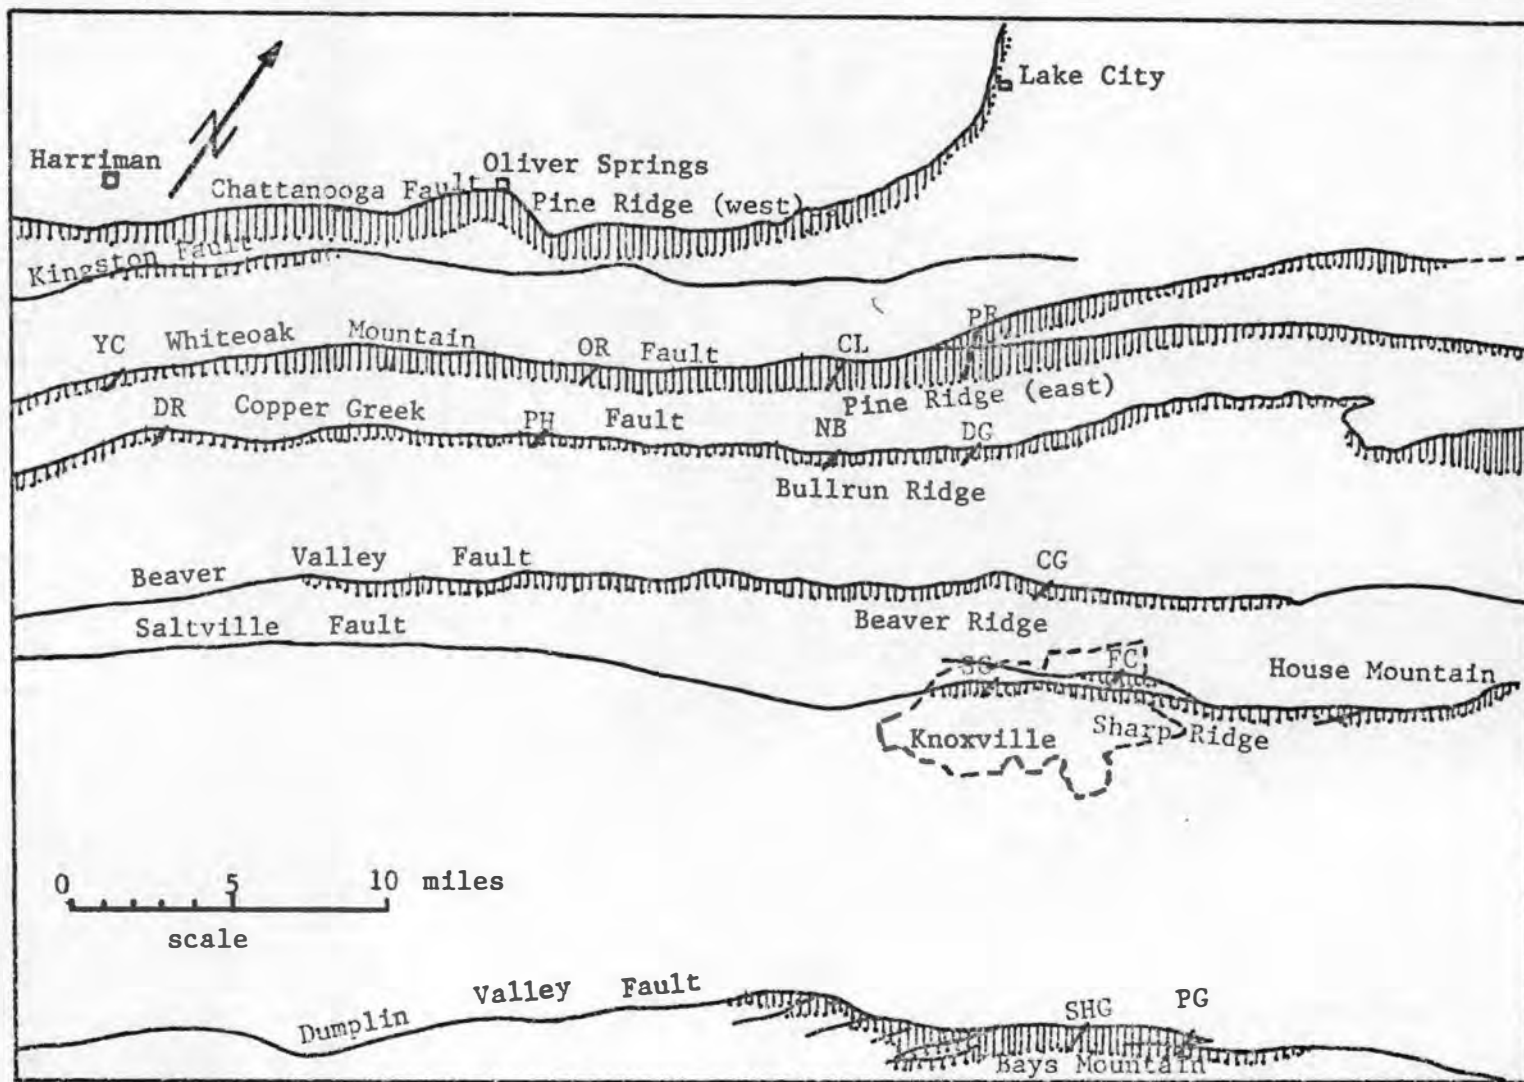 Lake City
Harriman
Oliver Springs
Chattanooga Fault
Pine Ridge (west)
Kingston Fault
PR
YC Whiteoak Mountain OR Fault CL
Pine Ridge (east)
DR Copper Greek PH Fault NB DG
Bullrun Ridge
Beaver Valley Fault CG
Beaver Ridge
Saltville Fault
SG FC House Mountain
Knoxville Sharp Ridge
0 5 10 miles
scale
Dumplin Valley Fault SHG PG
Bays Mountain